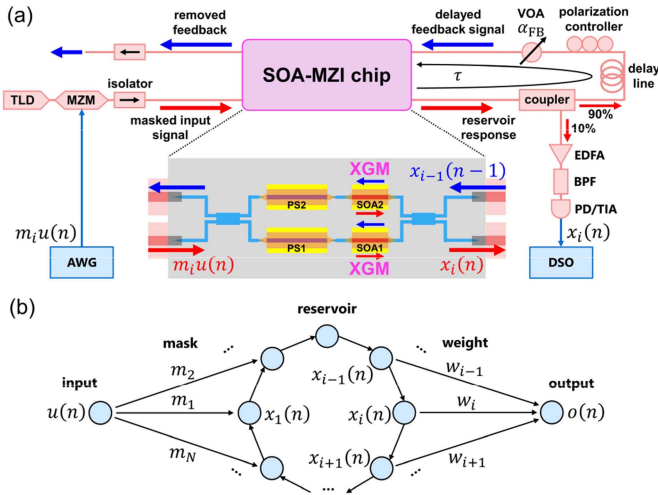 (a)
removed
feedback
delayed
feedback signal
VOA
α_FB
polarization
controller
SOA-MZI chip
τ
delay
line
TLD
MZM
isolator
masked input
signal
reservoir
response
coupler
90%
10%
EDFA
BPF
PD/TIA
XGM
x_{i−1}(n − 1)
PS2
SOA2
PS1
SOA1
m_i u(n)
XGM
x_i(n)
m_i u(n)
AWG
x_i(n)
DSO
(b)
reservoir
mask
...
...
weight
input
output
m_2
x_{i−1}(n)
w_{i−1}
u(n)
m_1
x_1(n)
x_i(n)
w_i
o(n)
m_N
x_{i+1}(n)
w_{i+1}
...
...
...